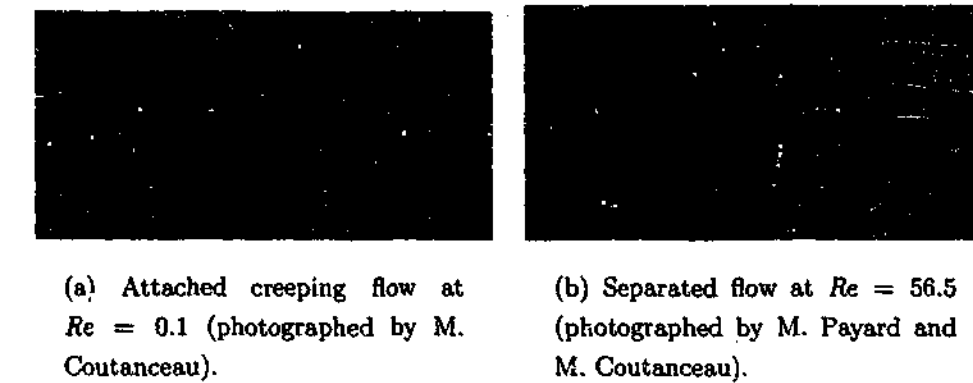 (a) Attached creeping flow at
Re = 0.1 (photographed by M.
Coutanceau).
(b) Separated flow at Re = 56.5
(photographed by M. Payard and
M. Coutanceau).